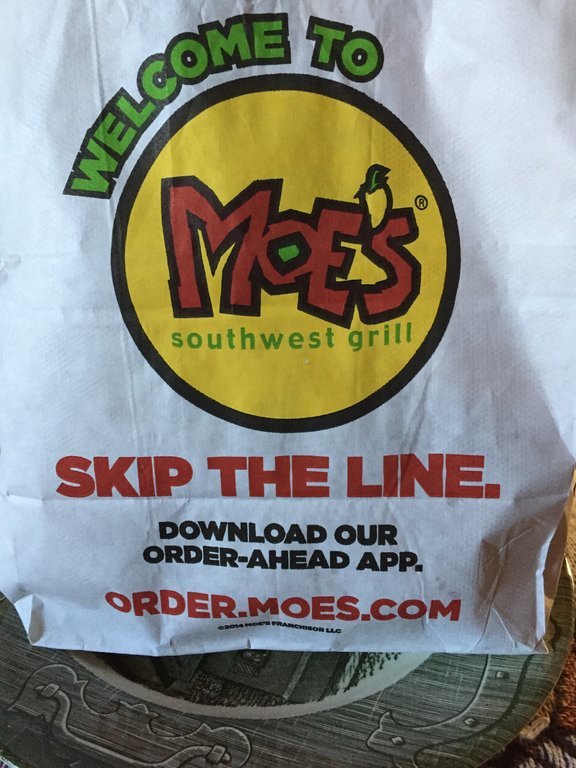 WELCOME TO
MOE'S®
southwest grill
SKIP THE LINE.
DOWNLOAD OUR
ORDER-AHEAD APP.
ORDER.MOES.COM
©2014 MOE'S FRANCHISOR LLC